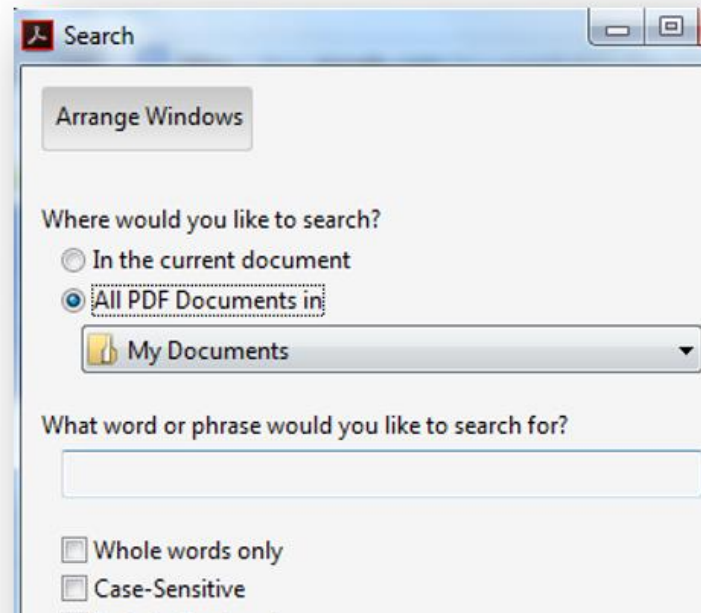 Search
Arrange Windows
Where would you like to search?
In the current document
All PDF Documents in
My Documents
What word or phrase would you like to search for?
Whole words only
Case-Sensitive